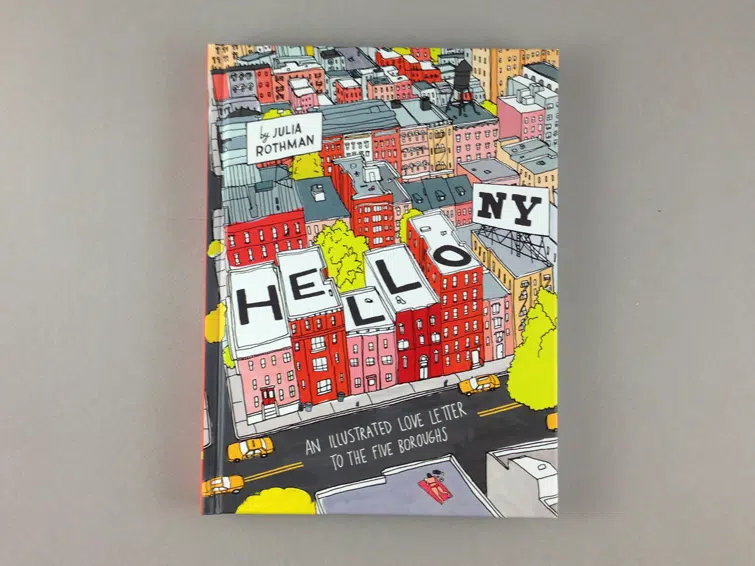 by JULIA
ROTHMAN
HELLO
NY
AN ILLUSTRATED LOVE LETTER
TO THE FIVE BOROUGHS